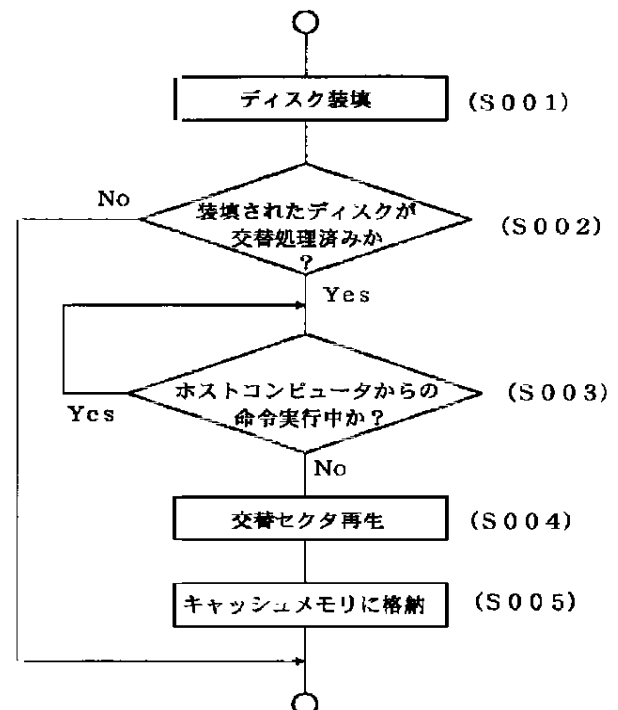 ディスク装填
(S001)
No
装填されたディスクが
交替処理済みか
?
(S002)
Yes
ホストコンピュータからの
命令実行中か?
(S003)
Yes
No
交替セクタ再生
(S004)
キャッシュメモリに格納
(S005)